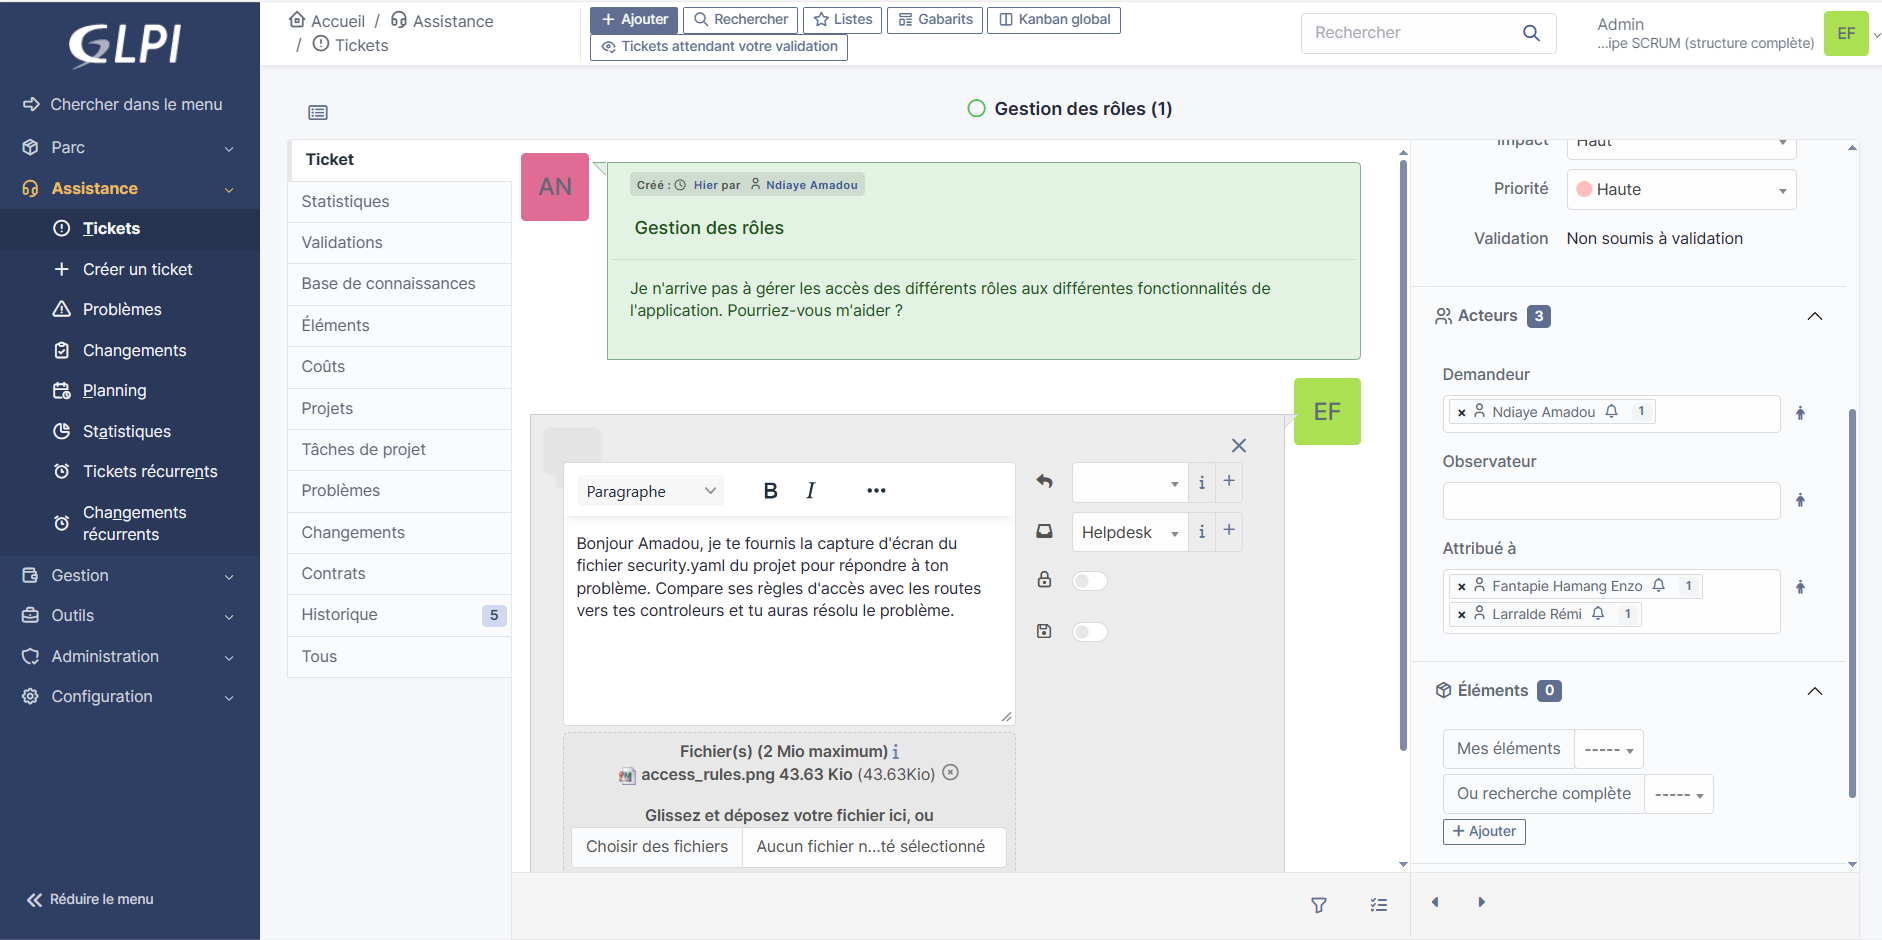 GLPI
Chercher dans le menu
Parc
Assistance
Tickets
Créer un ticket
Problèmes
Changements
Planning
Statistiques
Tickets récurrents
Changements
récurrents
Gestion
Outils
Administration
Configuration
Réduire le menu
Accueil / Assistance
/ Tickets
Ajouter
Rechercher
Listes
Gabarits
Kanban global
Tickets attendant votre validation
Rechercher
Admin
...ipe SCRUM (structure complète)
EF
Gestion des rôles (1)
Ticket
Statistiques
Validations
Base de connaissances
Éléments
Coûts
Projets
Tâches de projet
Problèmes
Changements
Contrats
Historique 5
Tous
AN
Créé : Hier par Ndiaye Amadou
Gestion des rôles
Je n'arrive pas à gérer les accès des différents rôles aux différentes fonctionnalités de
l'application. Pourriez-vous m'aider ?
EF
Paragraphe B I
Bonjour Amadou, je te fournis la capture d'écran du
fichier security.yaml du projet pour répondre à ton
problème. Compare ses règles d'accès avec les routes
vers tes controleurs et tu auras résolu le problème.
Helpdesk
Fichier(s) (2 Mio maximum)
access_rules.png 43.63 Kio (43.63Kio)
Glissez et déposez votre fichier ici, ou
Choisir des fichiers Aucun fichier n...té sélectionné
Impact Haut
Priorité Haute
Validation Non soumis à validation
Acteurs 3
Demandeur
Ndiaye Amadou 1
Observateur
Attribué à
Fantapie Hamang Enzo 1
Larralde Rémi 1
Éléments 0
Mes éléments -----
Ou recherche complète -----
Ajouter